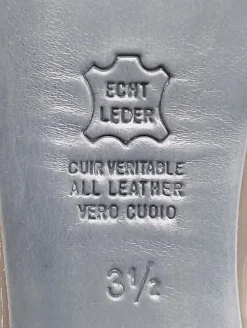 ECHT
LEDER
CUIR VERITABLE
ALL LEATHER
VERO CUOIO
3½